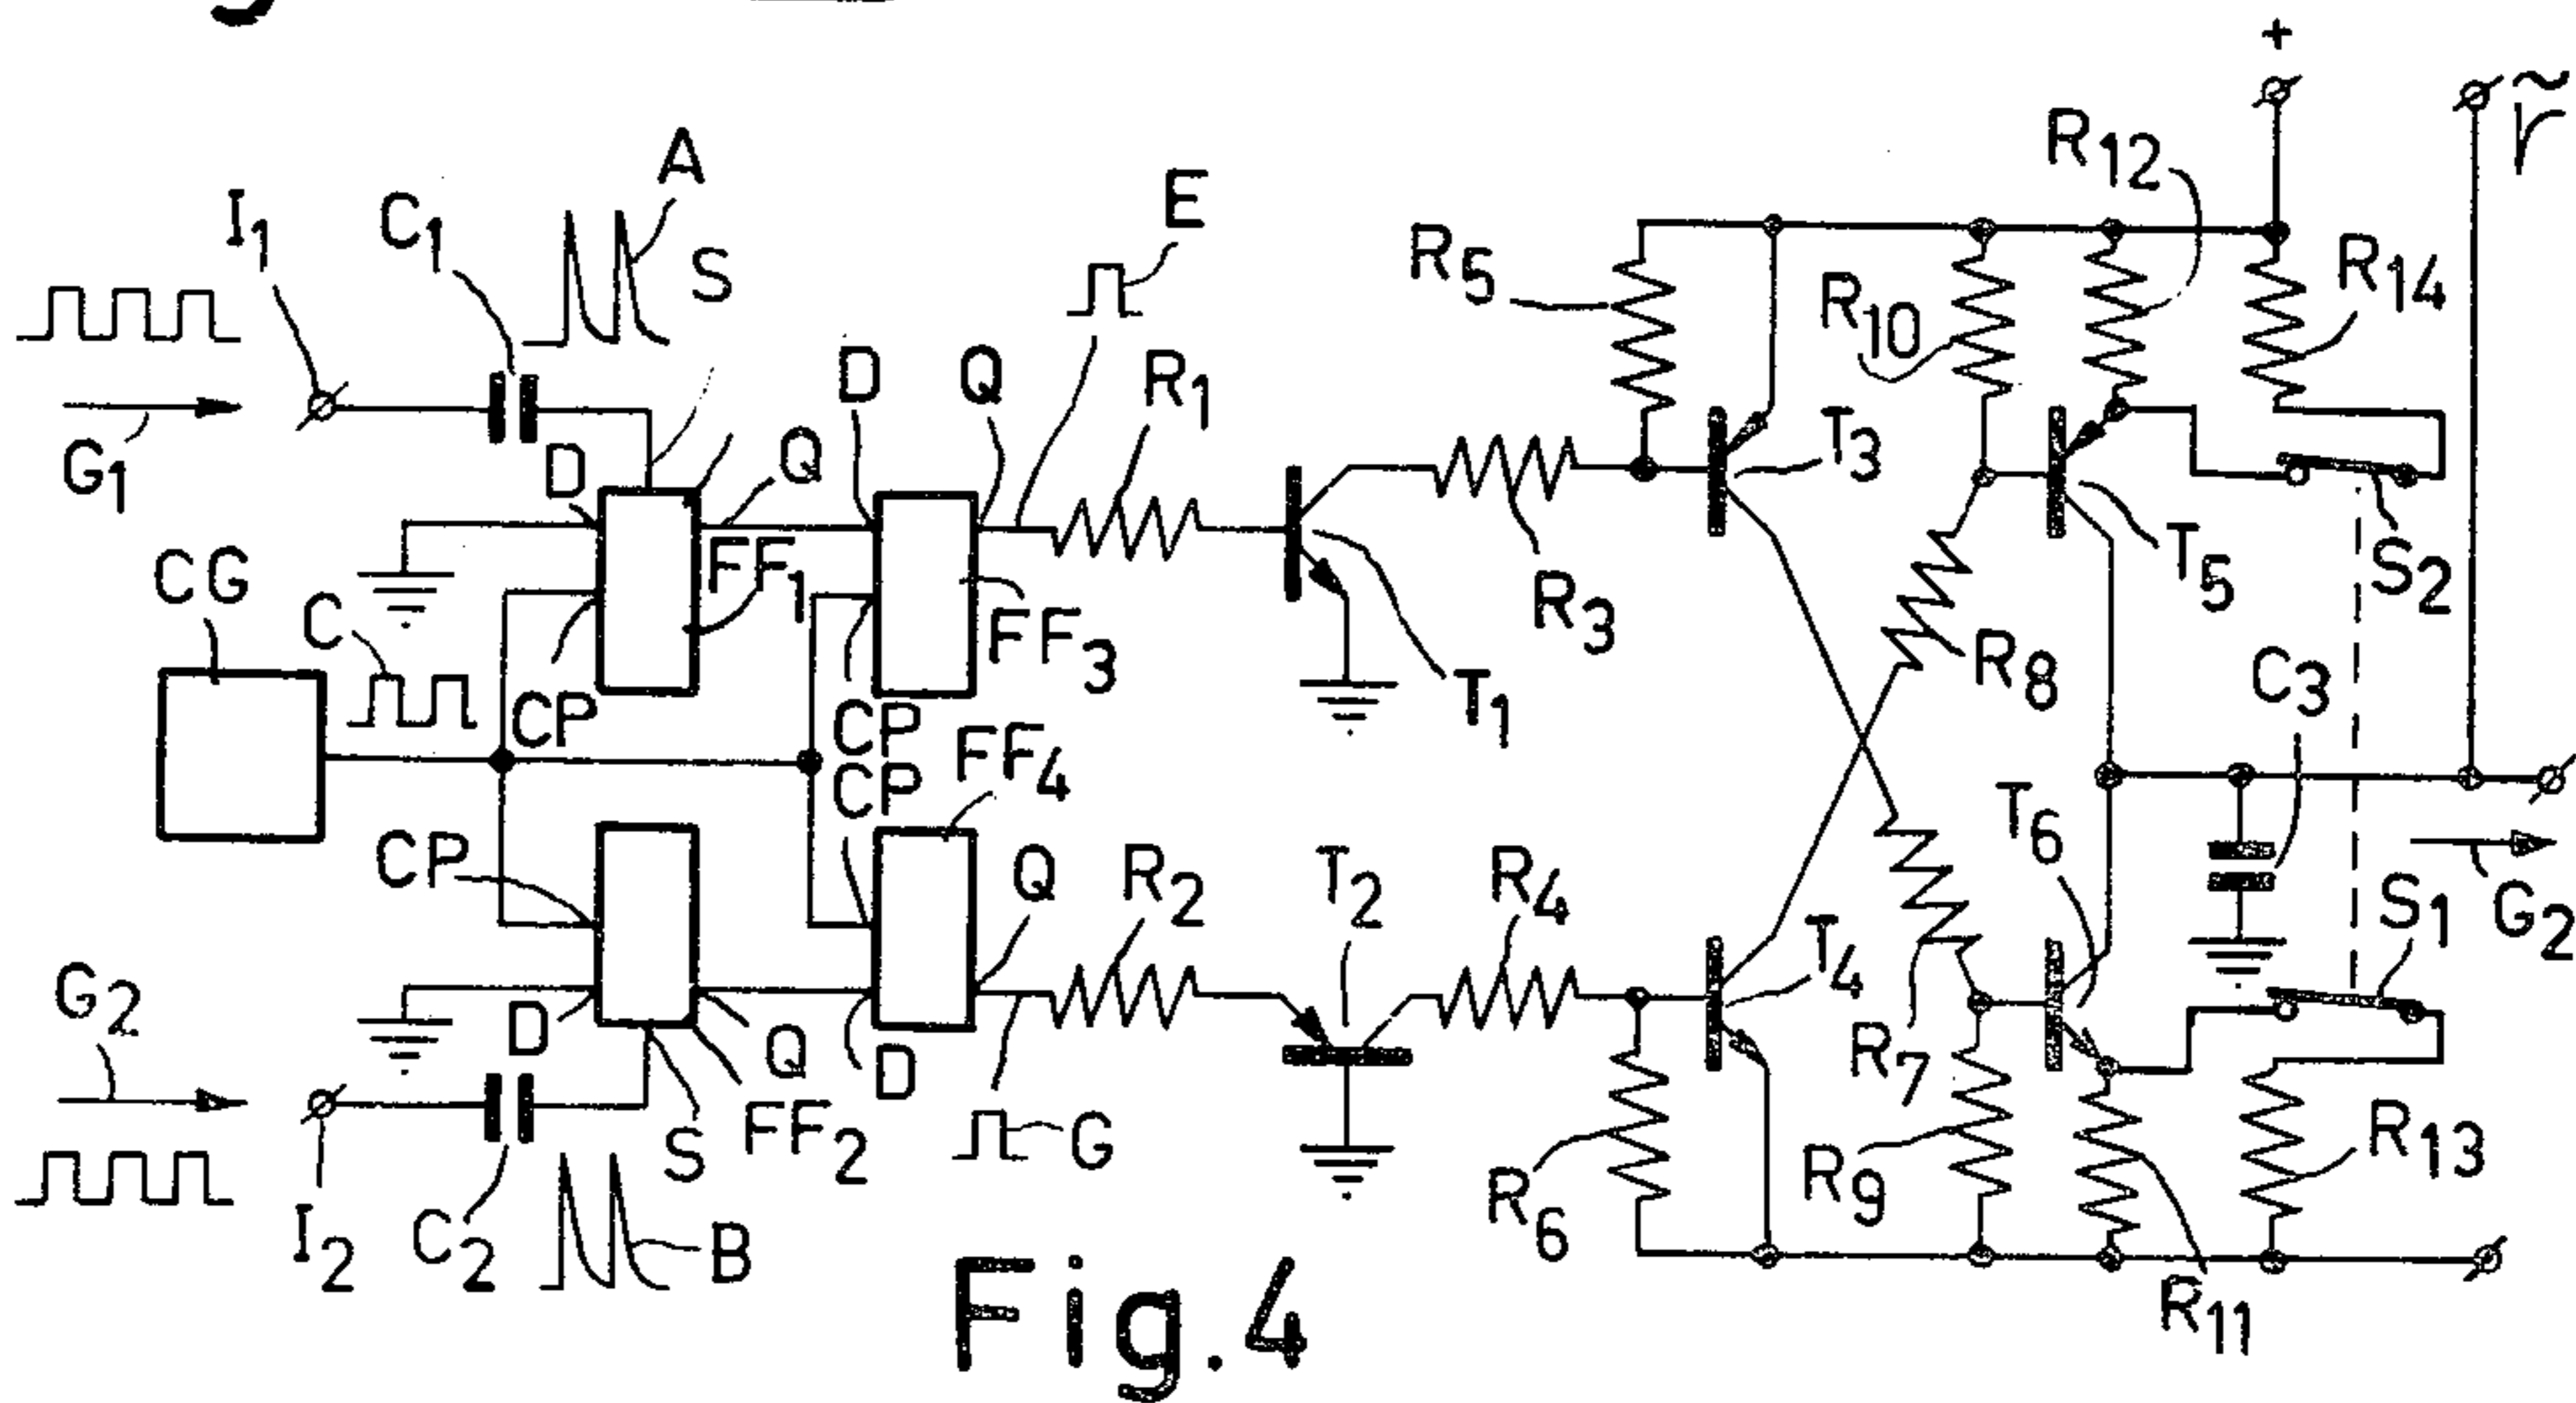 +
R12
A
E
I1
C1
S
R5
R10
R14
D
Q
R1
G1
D
Q
T3
CG
C
FF1
FF3
R3
T5
S2
CP
CP
T1
R8
C3
CP
FF4
CP
Q
R2
T2
R4
T6
S1
G2
G2
D
Q
D
R7
T4
S
FF2
G
R6
R9
R13
I2
C2
B
R11
Fig.4